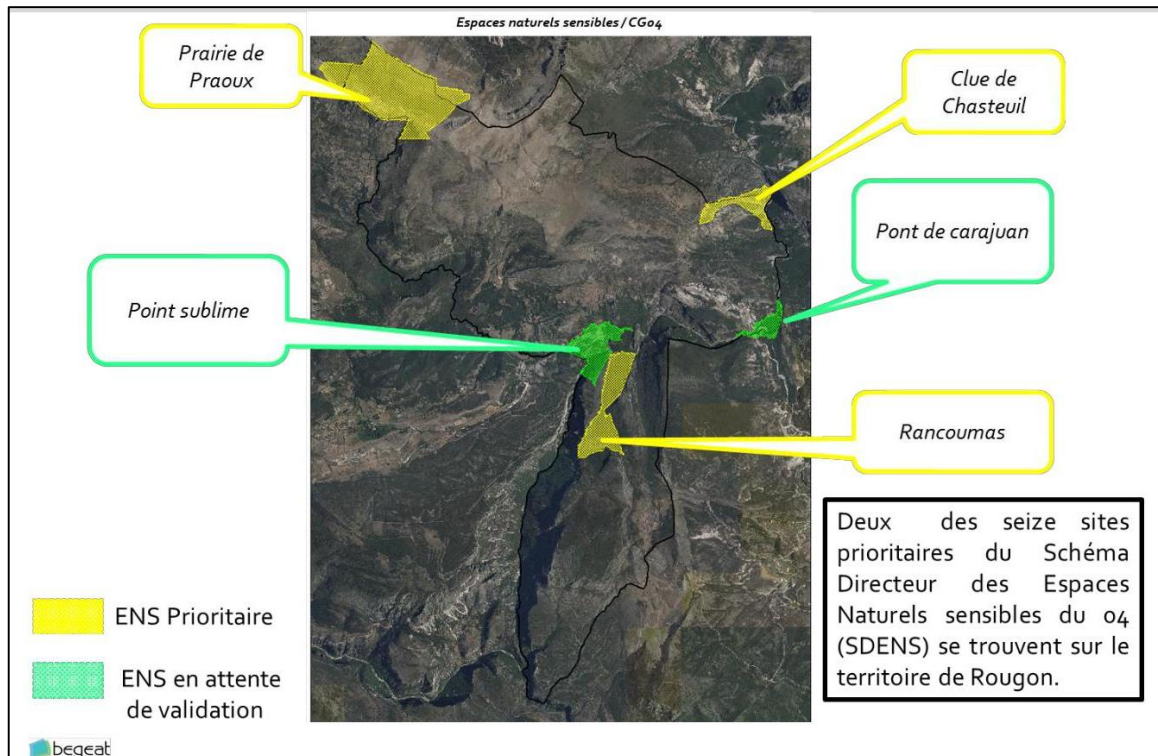 Espaces naturels sensibles / CG04
Prairie de
Praoux
Clue de
Chasteuil
Pont de carajuan
Point sublime
Rancoumas
Deux des seize sites
prioritaires du Schéma
Directeur des Espaces
Naturels sensibles du 04
(SDENS) se trouvent sur le
territoire de Rougon.
ENS Prioritaire
ENS en attente
de validation
begeat